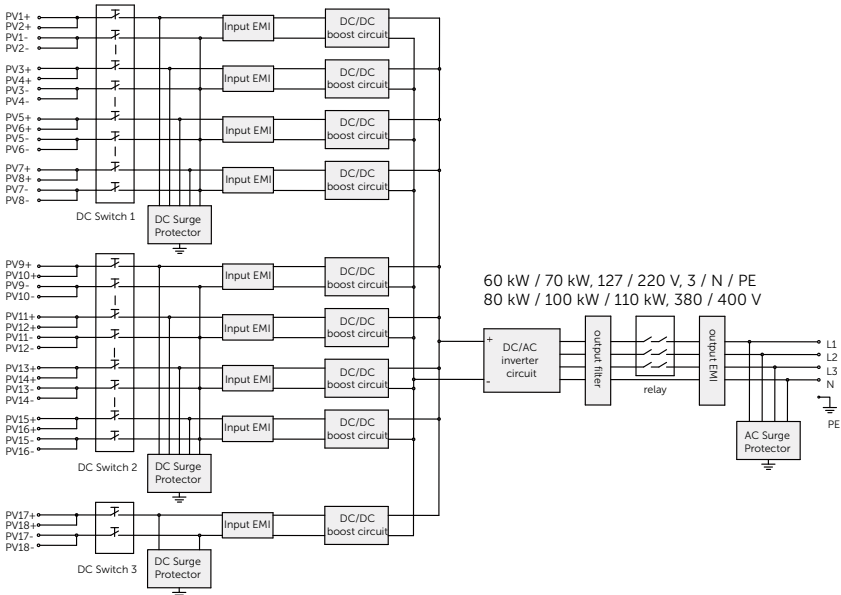 PV1+
PV2+
PV1-
PV2-
Input EMI
DC/DC
boost circuit
PV3+
PV4+
PV3-
PV4-
Input EMI
DC/DC
boost circuit
PV5+
PV6+
PV5-
PV6-
Input EMI
DC/DC
boost circuit
PV7+
PV8+
PV7-
PV8-
Input EMI
DC/DC
boost circuit
DC Switch 1
DC Surge
Protector
PV9+
PV10+
PV9-
PV10-
Input EMI
DC/DC
boost circuit
PV11+
PV12+
PV11-
PV12-
Input EMI
DC/DC
boost circuit
PV13+
PV14+
PV13-
PV14-
Input EMI
DC/DC
boost circuit
PV15+
PV16+
PV15-
PV16-
Input EMI
DC/DC
boost circuit
DC Switch 2
DC Surge
Protector
PV17+
PV18+
PV17-
PV18-
Input EMI
DC/DC
boost circuit
DC Switch 3
DC Surge
Protector
60 kW / 70 kW, 127 / 220 V, 3 / N / PE
80 kW / 100 kW / 110 kW, 380 / 400 V
+
-
DC/AC
inverter
circuit
output filter
relay
output EMI
L1
L2
L3
N
PE
AC Surge
Protector